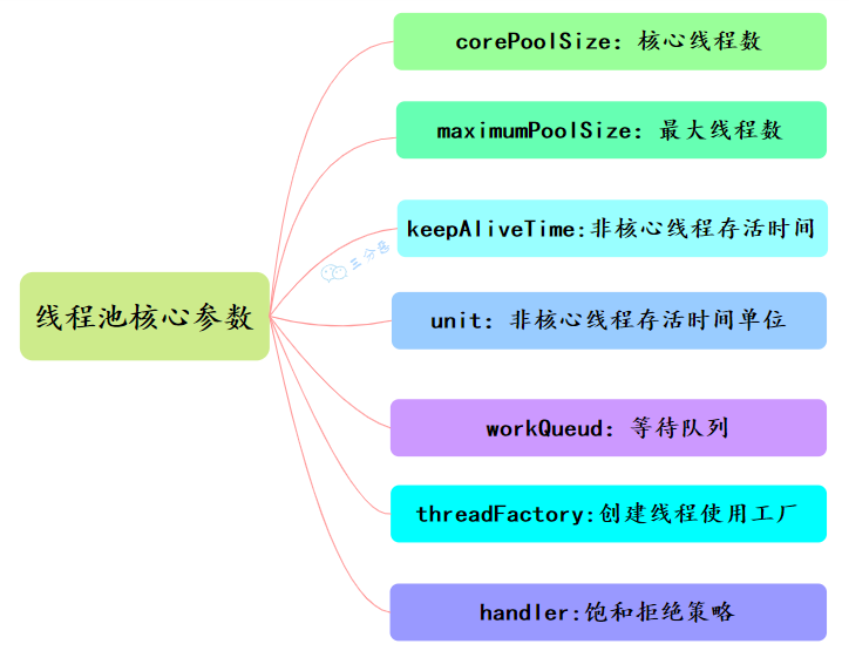 corePoolSize: 核心线程数
maximumPoolSize: 最大线程数
keepAliveTime:非核心线程存活时间
三分恶
线程池核心参数
unit: 非核心线程存活时间单位
workQueud: 等待队列
threadFactory:创建线程使用工厂
handler:饱和拒绝策略